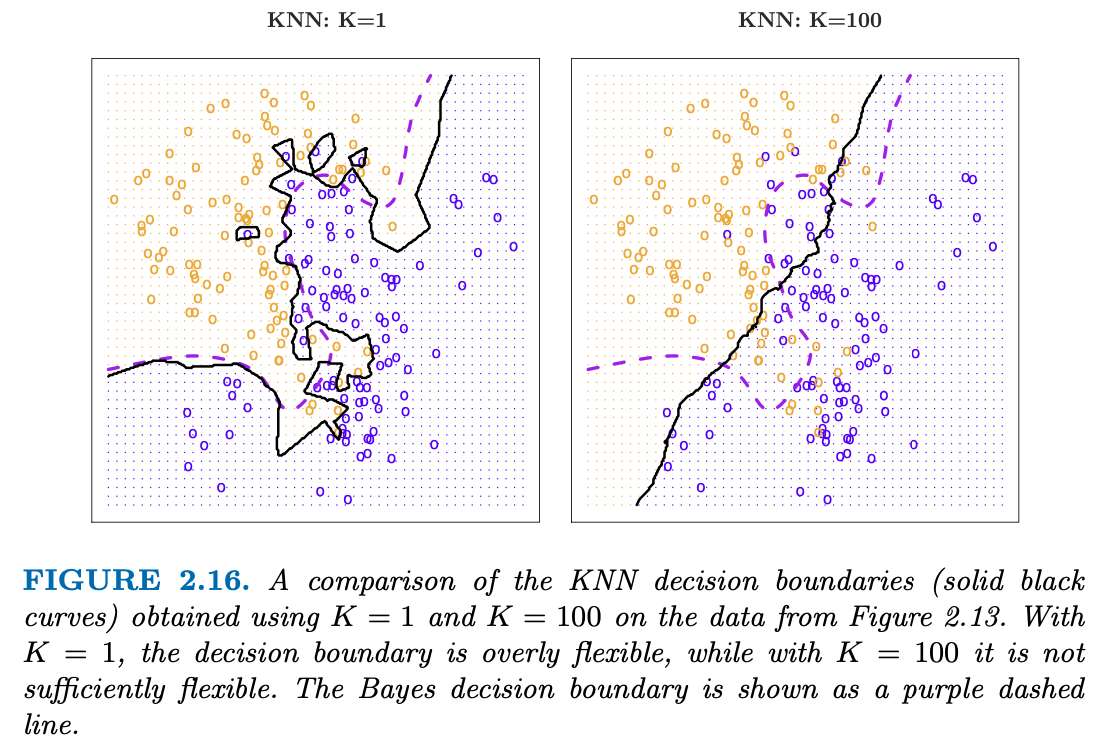 KNN: K=1
KNN: K=100
FIGURE 2.16. A comparison of the KNN decision boundaries (solid black
curves) obtained using K = 1 and K = 100 on the data from Figure 2.13. With
K = 1, the decision boundary is overly flexible, while with K = 100 it is not
sufficiently flexible. The Bayes decision boundary is shown as a purple dashed
line.